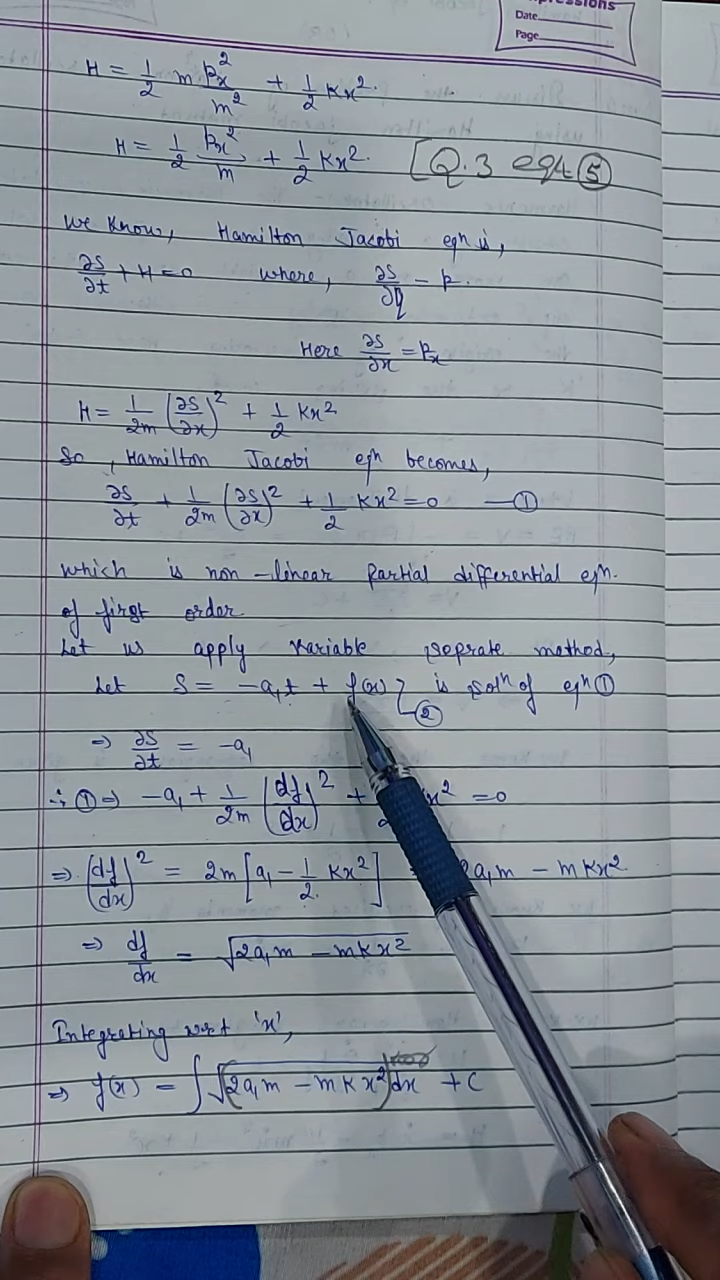 Date
Page
H = 1/2 m pₓ²/m² + 1/2 Kx².
H = 1/2 pₓ²/m + 1/2 Kx². [Q.3 eqt ⑤
We know, Hamilton Jacobi eqn is,
∂S/∂t + H = 0 where, ∂S/∂q = p.
Here ∂S/∂x = pₓ
H = 1/2m (∂S/∂x)² + 1/2 Kx²
So, Hamilton Jacobi eqn becomes,
∂S/∂t + 1/2m (∂S/∂x)² + 1/2 Kx² = 0 — ①
which is non-linear partial differential eqn.
of first order.
Let us apply variable seprate method,
Let S = -a₁t + f(x) } is solⁿ of eqⁿ ①
②
⇒ ∂S/∂t = -a₁
∴ ① ⇒ -a₁ + 1/2m (df/dx)² + x² = 0
⇒ (df/dx)² = 2m [a₁ - 1/2 Kx²] = 2a₁m - mKx²
⇒ df/dx = √(2a₁m - mKx²)
Integrating wrt 'x',
⇒ f(x) = ∫ √(2a₁m - mKx²) dx + C